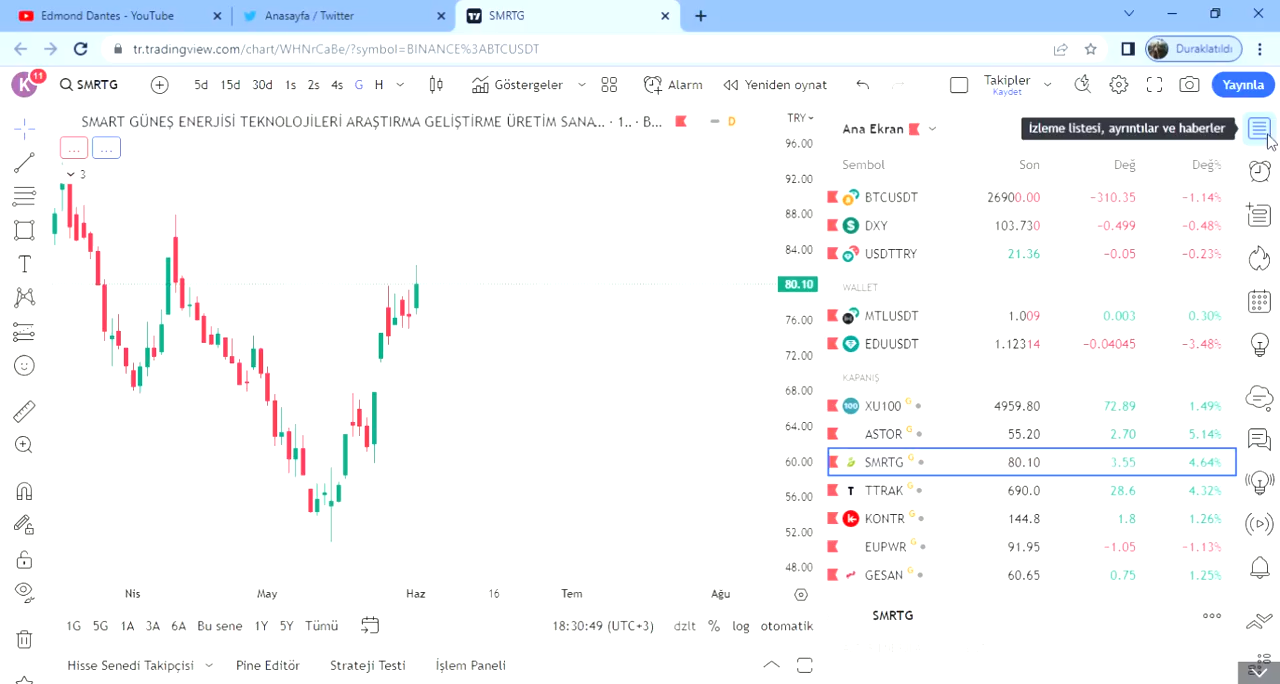 Edmond Dantes - YouTube
Anasayfa / Twitter
SMRTG
tr.tradingview.com/chart/WHNrCaBe/?symbol=BINANCE%3ABTCUSDT
Duraklatıldı
K 11
SMRTG
5d 15d 30d 1s 2s 4s G H
Göstergeler
Alarm
Yeniden oynat
Takipler
Kaydet
Yayınla
SMART GÜNEŞ ENERJİSİ TEKNOLOJİLERİ ARAŞTIRMA GELİŞTİRME ÜRETİM SANA... · 1.. · B...
D
TRY
... ...
3
96.00
92.00
88.00
84.00
80.10
76.00
72.00
68.00
64.00
60.00
56.00
52.00
48.00
Nis May Haz 16 Tem Ağu
1G 5G 1A 3A 6A Bu sene 1Y 5Y Tümü
18:30:49 (UTC+3) dzlt % log otomatik
Hisse Senedi Takipçisi Pine Editör Strateji Testi İşlem Paneli
Ana Ekran
İzleme listesi, ayrıntılar ve haberler
Sembol Son Değ Değ%
BTCUSDT 26900.00 −310.35 −1.14%
DXY 103.730 −0.499 −0.48%
USDTTRY 21.36 −0.05 −0.23%
WALLET
MTLUSDT 1.009 0.003 0.30%
EDUUSDT 1.12314 −0.04045 −3.48%
KAPANIŞ
100 XU100 G 4959.80 72.89 1.49%
ASTOR G 55.20 2.70 5.14%
SMRTG G 80.10 3.55 4.64%
T TTRAK G 690.0 28.6 4.32%
KONTR G 144.8 1.8 1.26%
EUPWR G 91.95 −1.05 −1.13%
GESAN G 60.65 0.75 1.25%
SMRTG